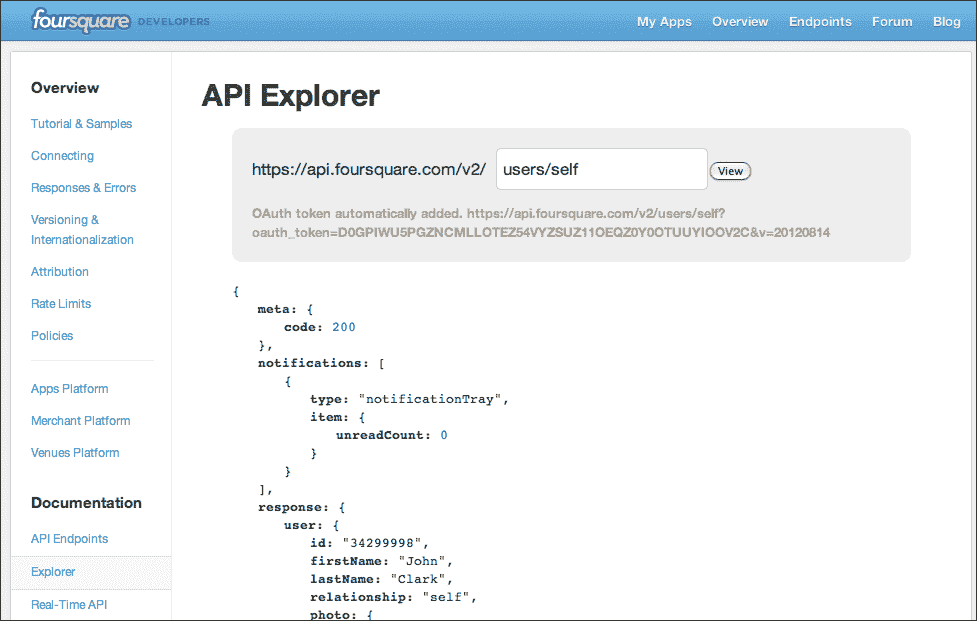 foursquare DEVELOPERS My Apps Overview Endpoints Forum Blog
Overview
Tutorial & Samples
Connecting
Responses & Errors
Versioning &
Internationalization
Attribution
Rate Limits
Policies
Apps Platform
Merchant Platform
Venues Platform
Documentation
API Endpoints
Explorer
Real-Time API
API Explorer
https://api.foursquare.com/v2/ users/self View
OAuth token automatically added. https://api.foursquare.com/v2/users/self?
oauth_token=D0GPIWU5PGZNCMLLOTEZ54VYZSUZ11OEQZ0Y0OTUUYIOOV2C&v=20120814
{
meta: {
code: 200
},
notifications: [
{
type: "notificationTray",
item: {
unreadCount: 0
}
}
],
response: {
user: {
id: "34299998",
firstName: "John",
lastName: "Clark",
relationship: "self",
photo: {